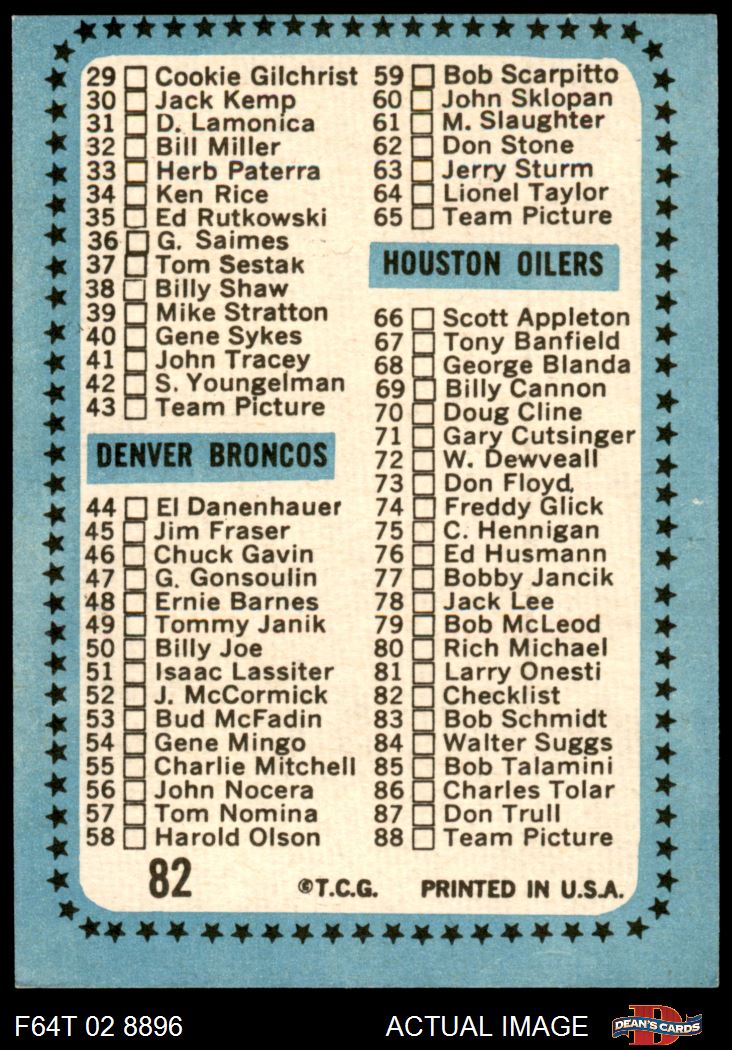 29 Cookie Gilchrist
30 Jack Kemp
31 D. Lamonica
32 Bill Miller
33 Herb Paterra
34 Ken Rice
35 Ed Rutkowski
36 G. Saimes
37 Tom Sestak
38 Billy Shaw
39 Mike Stratton
40 Gene Sykes
41 John Tracey
42 S. Youngelman
43 Team Picture
DENVER BRONCOS
44 El Danenhauer
45 Jim Fraser
46 Chuck Gavin
47 G. Gonsoulin
48 Ernie Barnes
49 Tommy Janik
50 Billy Joe
51 Isaac Lassiter
52 J. McCormick
53 Bud McFadin
54 Gene Mingo
55 Charlie Mitchell
56 John Nocera
57 Tom Nomina
58 Harold Olson
59 Bob Scarpitto
60 John Sklopan
61 M. Slaughter
62 Don Stone
63 Jerry Sturm
64 Lionel Taylor
65 Team Picture
HOUSTON OILERS
66 Scott Appleton
67 Tony Banfield
68 George Blanda
69 Billy Cannon
70 Doug Cline
71 Gary Cutsinger
72 W. Dewveall
73 Don Floyd
74 Freddy Glick
75 C. Hennigan
76 Ed Husmann
77 Bobby Jancik
78 Jack Lee
79 Bob McLeod
80 Rich Michael
81 Larry Onesti
82 Checklist
83 Bob Schmidt
84 Walter Suggs
85 Bob Talamini
86 Charles Tolar
87 Don Trull
88 Team Picture
82 ©T.C.G. PRINTED IN U.S.A.
F64T 02 8896 ACTUAL IMAGE D DEAN'S CARDS